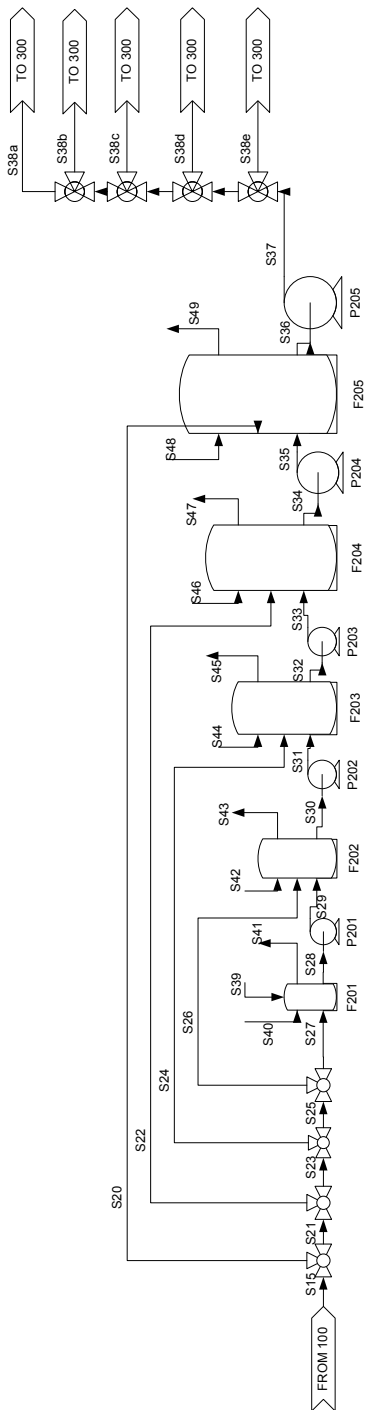 TO 300
TO 300
TO 300
TO 300
TO 300
S38a
S38b
S38c
S38d
S38e
S37
S49
S36
P205
S48
F205
S35
P204
S47
S34
S46
F204
S33
P203
S45
S32
S44
F203
S31
P202
S43
S30
S42
F202
S29
P201
S41
S28
S39
S40
F201
S27
S26
S24
S22
S20
S25
S23
S21
S15
FROM 100